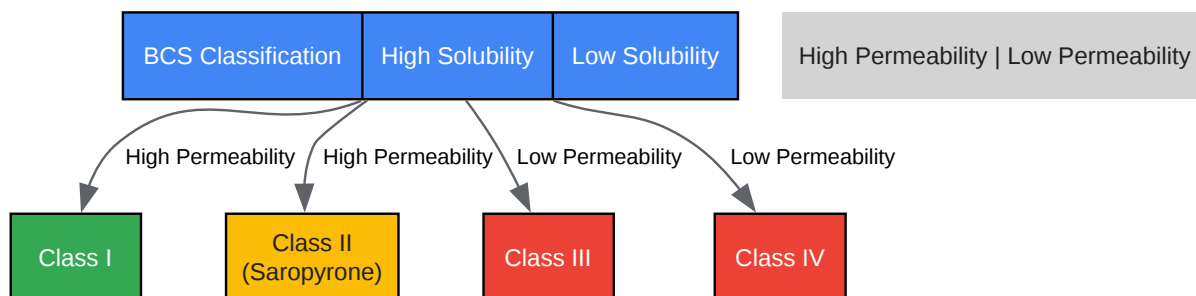 BCS Classification
High Solubility
Low Solubility
High Permeability | Low Permeability
High Permeability
High Permeability
Low Permeability
Low Permeability
Class I
Class II
(Saropyrone)
Class III
Class IV